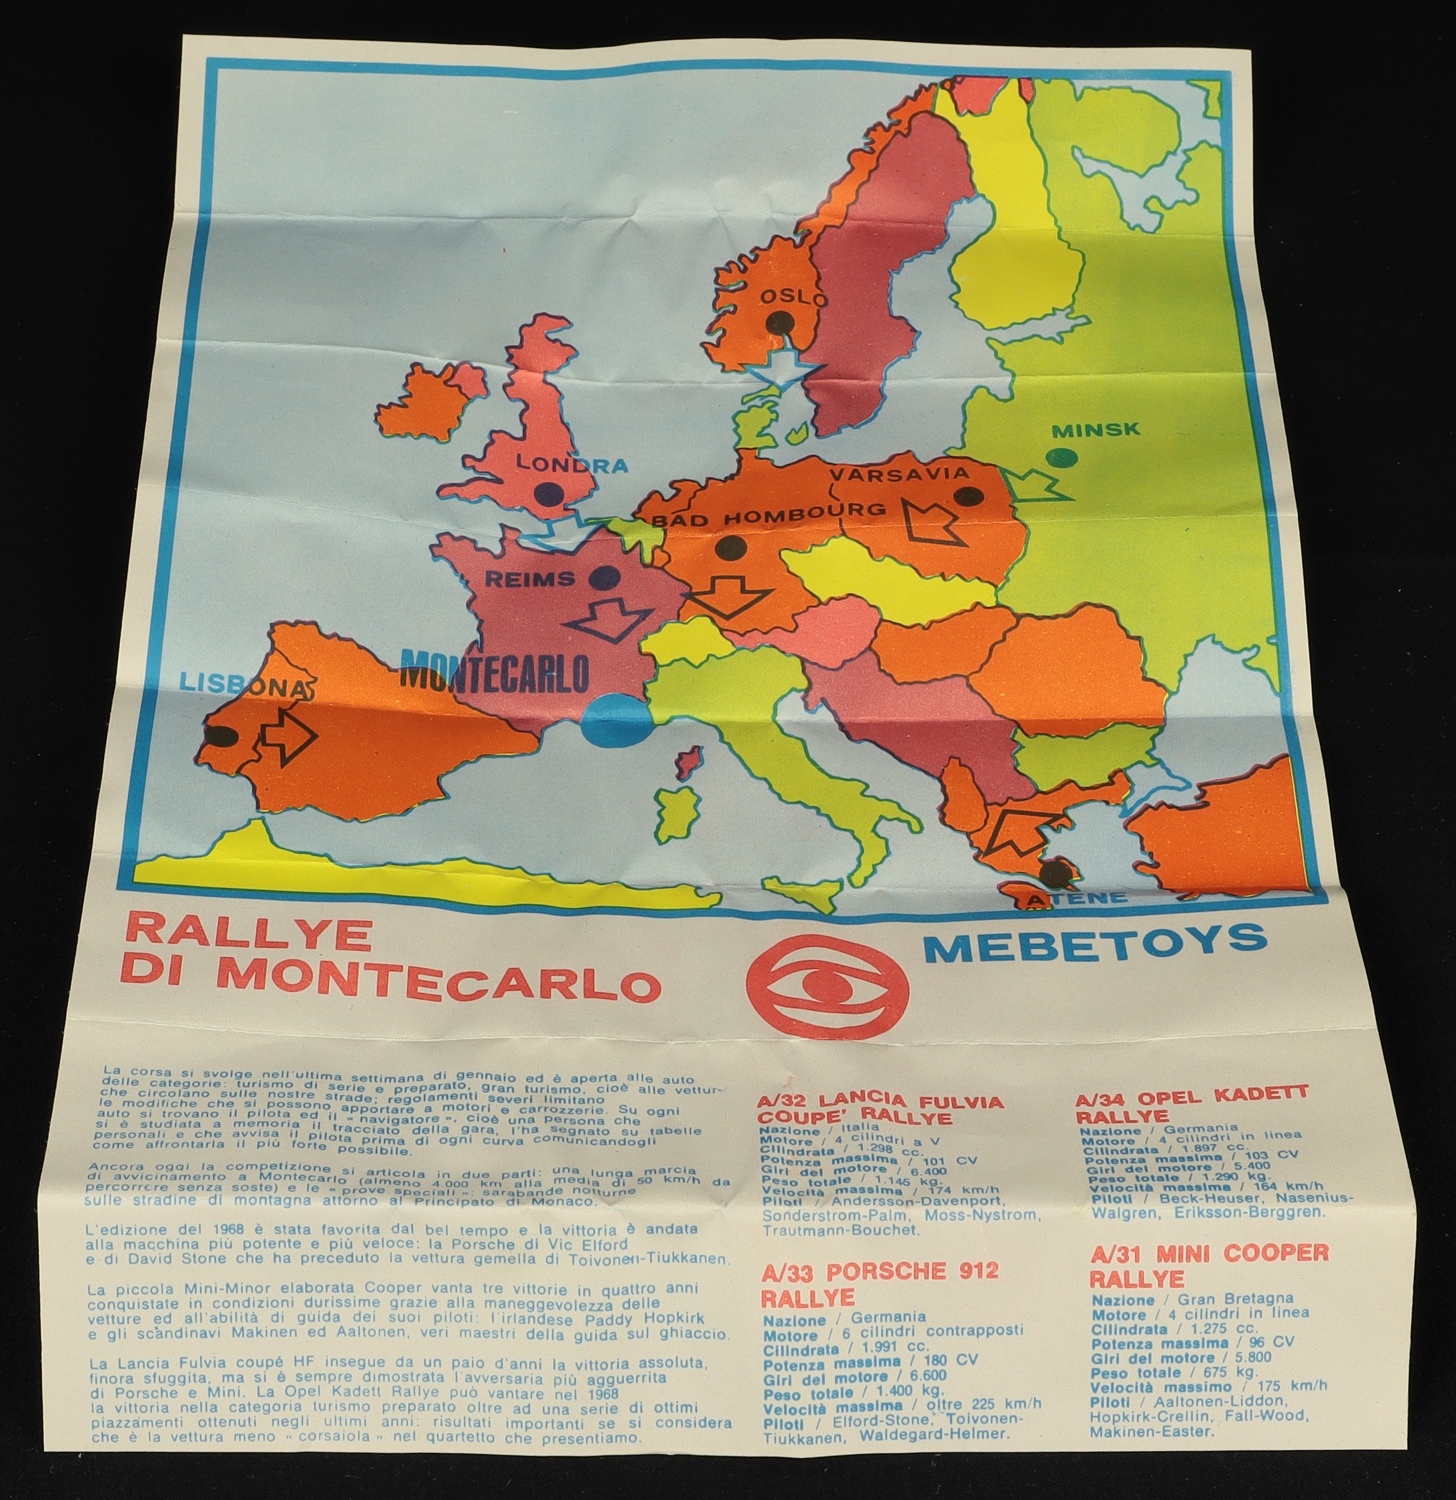 OSLO
MINSK
LONDRA
VARSAVIA
BAD HOMBOURG
REIMS
MONTECARLO
LISBONA
ATENE
RALLYE
DI MONTECARLO
MEBETOYS
La corsa si svolge nell'ultima settimana di gennaio ed è aperta alle auto
delle categorie: turismo di serie e preparato, gran turismo, cioè alle vettur-
che circolano sulle nostre strade; regolamenti severi limitano
le modifiche che si possono apportare a motori e carrozzerie. Su ogni
auto si trovano il pilota ed il « navigatore », cioè una persona che
si è studiata a memoria il tracciato della gara, l'ha segnato su tabelle
personali e che avvisa il pilota prima di ogni curva comunicandogli
come affrontarla il più forte possibile.
Ancora oggi la competizione si articola in due parti: una lunga marcia
di avvicinamento a Montecarlo (almeno 4.000 km alla media di 50 km/h da
percorrere senza soste) e le « prove speciali »: sarabande notturne
sulle stradine di montagna attorno al Principato di Monaco.
L'edizione del 1968 è stata favorita dal bel tempo e la vittoria è andata
alla macchina più potente e più veloce: la Porsche di Vic Elford
e di David Stone che ha preceduto la vettura gemella di Toivonen-Tiukkanen.
La piccola Mini-Minor elaborata Cooper vanta tre vittorie in quattro anni
conquistate in condizioni durissime grazie alla maneggevolezza delle
vetture ed all'abilità di guida dei suoi piloti: l'irlandese Paddy Hopkirk
e gli scandinavi Makinen ed Aaltonen, veri maestri della guida sul ghiaccio.
La Lancia Fulvia coupé HF insegue da un paio d'anni la vittoria assoluta,
finora sfuggita, ma si è sempre dimostrata l'avversaria più agguerrita
di Porsche e Mini. La Opel Kadett Rallye può vantare nel 1968
la vittoria nella categoria turismo preparato oltre ad una serie di ottimi
piazzamenti ottenuti negli ultimi anni: risultati importanti se si considera
che è la vettura meno « corsaiola » nel quartetto che presentiamo.
A/32 LANCIA FULVIA
COUPE' RALLYE
Nazione / Italia
Motore / 4 cilindri a V
Cilindrata / 1.298 cc.
Potenza massima / 101 CV
Giri del motore / 6.400
Peso totale / 1.145 kg.
Velocità massima / 174 km/h
Piloti / Andersson-Davenport,
Sonderstrom-Palm, Moss-Nystrom,
Trautmann-Bouchet.
A/33 PORSCHE 912
RALLYE
Nazione / Germania
Motore / 6 cilindri contrapposti
Cilindrata / 1.991 cc.
Potenza massima / 180 CV
Giri del motore / 6.600
Peso totale / 1.400 kg.
Velocità massima / oltre 225 km/h
Piloti / Elford-Stone, Toivonen-
Tiukkanen, Waldegard-Helmer.
A/34 OPEL KADETT
RALLYE
Nazione / Germania
Motore / 4 cilindri in linea
Cilindrata / 1.897 cc.
Potenza massima / 103 CV
Giri del motore / 5.400
Peso totale / 1.290 kg.
Velocità massima / 164 km/h
Piloti / Beck-Heuser, Nasenius-
Walgren, Eriksson-Berggren.
A/31 MINI COOPER
RALLYE
Nazione / Gran Bretagna
Motore / 4 cilindri in linea
Cilindrata / 1.275 cc.
Potenza massima / 96 CV
Giri del motore / 5.800
Peso totale / 675 kg.
Velocità massimo / 175 km/h
Piloti / Aaltonen-Liddon,
Hopkirk-Crellin, Fall-Wood,
Makinen-Easter.